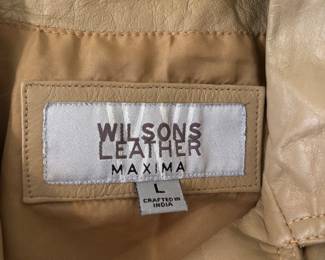 WILSONS
LEATHER
MAXIMA
L
CRAFTED IN
INDIA